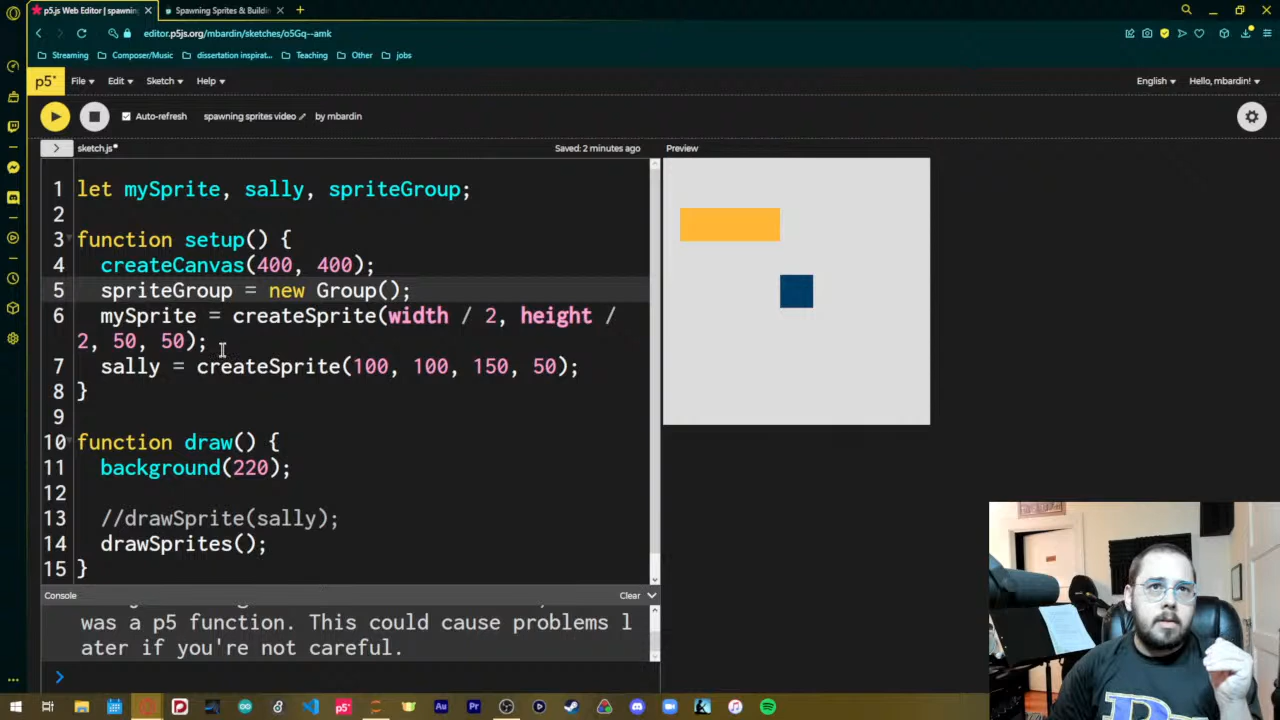 p5.js Web Editor | spawning
Spawning Sprites & Buildi
editor.p5js.org/mbardin/sketches/o5Gq--amk
Streaming
Composer/Music
dissertation inspirat...
Teaching
Other
jobs
p5*
File
Edit
Sketch
Help
English
Hello, mbardin!
Auto-refresh
spawning sprites video
by mbardin
sketch.js
Saved: 2 minutes ago
Preview
1 let mySprite, sally, spriteGroup;
2
3 function setup() {
4 createCanvas(400, 400);
5 spriteGroup = new Group();
6 mySprite = createSprite(width / 2, height /
2, 50, 50);
7 sally = createSprite(100, 100, 150, 50);
8 }
9
10 function draw() {
11 background(220);
12
13 //drawSprite(sally);
14 drawSprites();
15 }
Console
Clear
was a p5 function. This could cause problems l
ater if you're not careful.
>